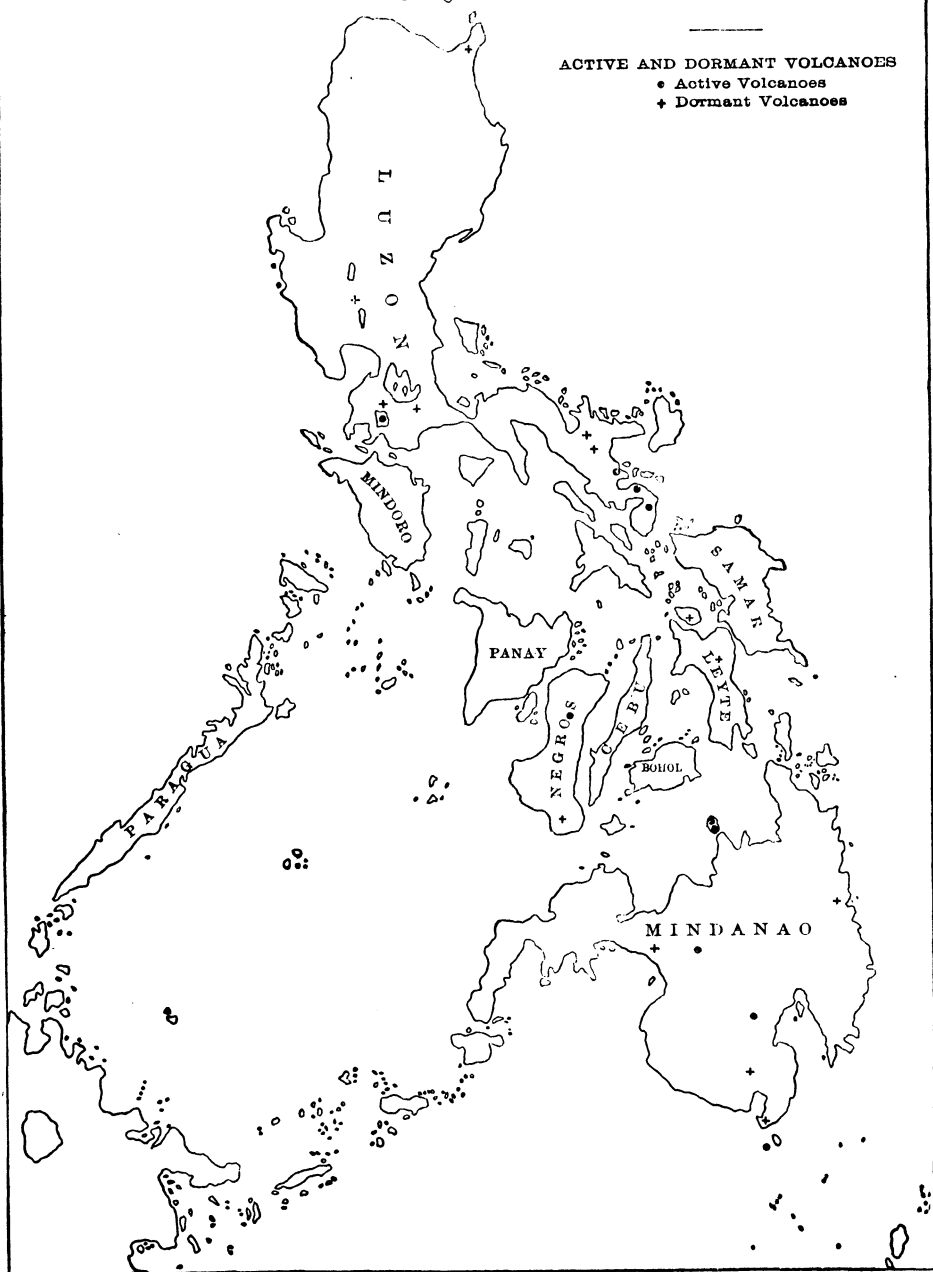 ACTIVE AND DORMANT VOLCANOES
• Active Volcanoes
+ Dormant Volcanoes
LUZON
MINDORO
SAMAR
PANAY
LEYTE
CEBU
NEGROS
BOHOL
PARAGUA
MINDANAO